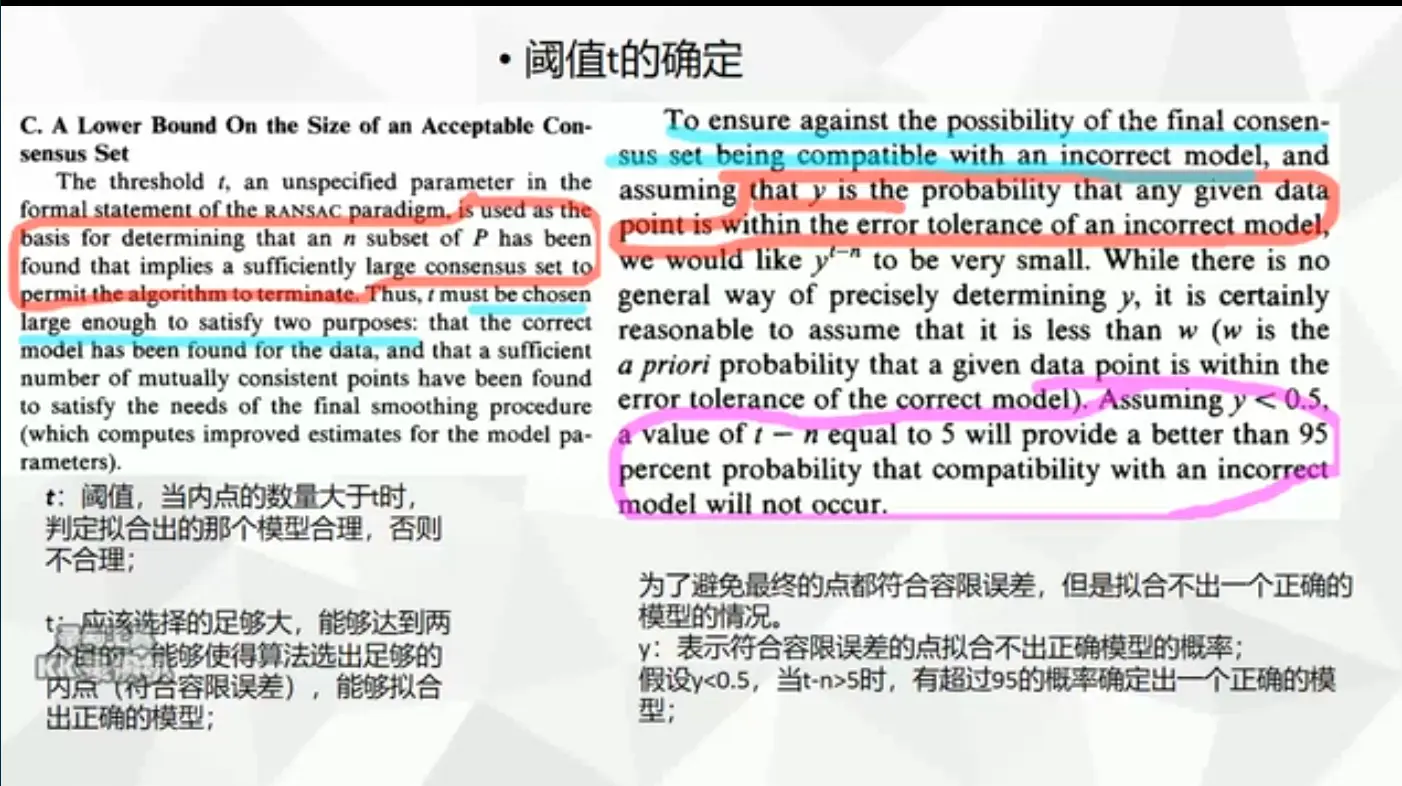 • 阈值t的确定
C. A Lower Bound On the Size of an Acceptable Con-
sensus Set
The threshold t, an unspecified parameter in the
formal statement of the RANSAC paradigm, is used as the
basis for determining that an n subset of P has been
found that implies a sufficiently large consensus set to
permit the algorithm to terminate. Thus, t must be chosen
large enough to satisfy two purposes: that the correct
model has been found for the data, and that a sufficient
number of mutually consistent points have been found
to satisfy the needs of the final smoothing procedure
(which computes improved estimates for the model pa-
rameters).
t：阈值，当内点的数量大于t时，
判定拟合出的那个模型合理，否则
不合理；
t：应该选择的足够大，能够达到两
个目的，能够使得算法选出足够的
内点（符合容限误差），能够拟合
出正确的模型；
To ensure against the possibility of the final consen-
sus set being compatible with an incorrect model, and
assuming that y is the probability that any given data
point is within the error tolerance of an incorrect model,
we would like y^{t−n} to be very small. While there is no
general way of precisely determining y, it is certainly
reasonable to assume that it is less than w (w is the
a priori probability that a given data point is within the
error tolerance of the correct model). Assuming y < 0.5,
a value of t − n equal to 5 will provide a better than 95
percent probability that compatibility with an incorrect
model will not occur.
为了避免最终的点都符合容限误差，但是拟合不出一个正确的
模型的情况。
y：表示符合容限误差的点拟合不出正确模型的概率；
假设y<0.5，当t-n>5时，有超过95的概率确定出一个正确的模
型；